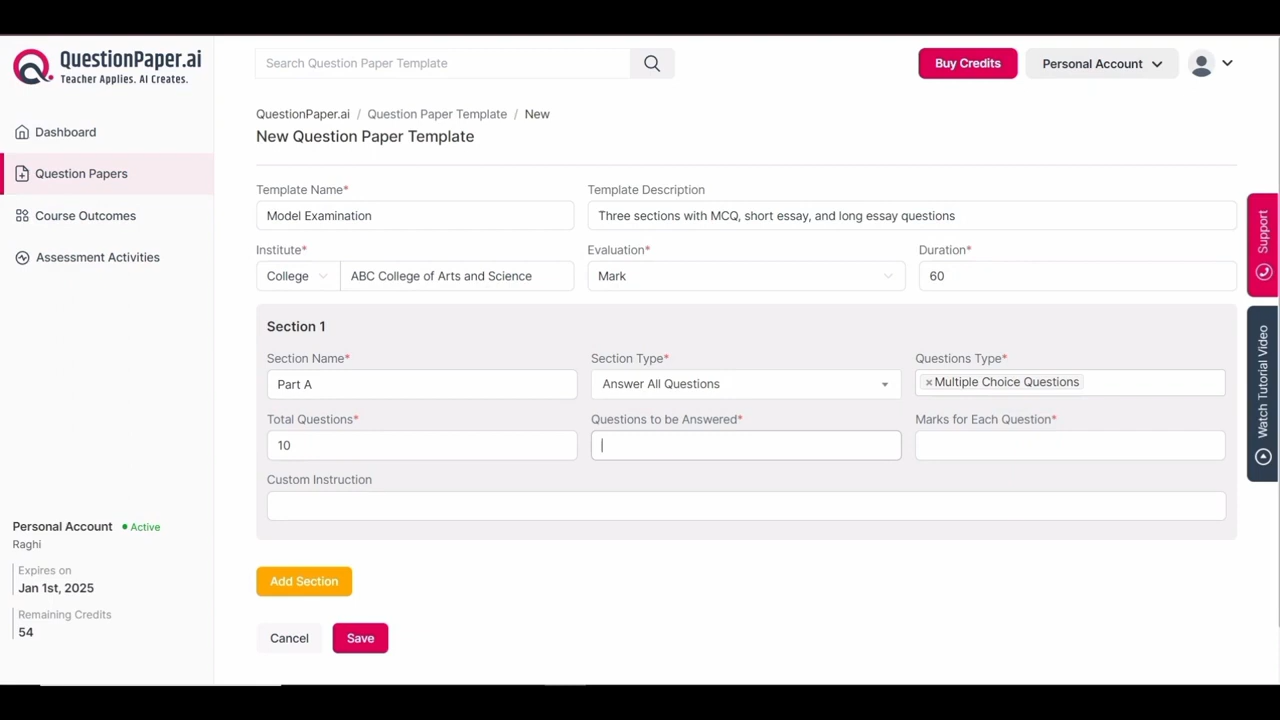 QuestionPaper.ai
Teacher Applies. AI Creates.
Search Question Paper Template
Buy Credits
Personal Account
Dashboard
Question Papers
Course Outcomes
Assessment Activities
Personal Account Active
Raghi
Expires on
Jan 1st, 2025
Remaining Credits
54
QuestionPaper.ai / Question Paper Template / New
New Question Paper Template
Template Name* Template Description
Model Examination Three sections with MCQ, short essay, and long essay questions
Institute* Evaluation* Duration*
College ABC College of Arts and Science Mark 60
Section 1
Section Name* Section Type* Questions Type*
Part A Answer All Questions ×Multiple Choice Questions
Total Questions* Questions to be Answered* Marks for Each Question*
10
Custom Instruction
Add Section
Cancel Save
Support
Watch Tutorial Video